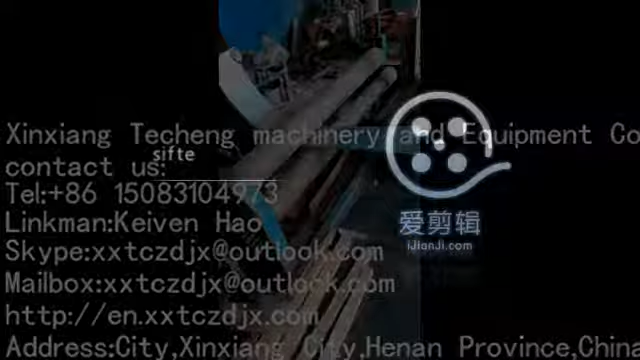 Xinxiang Techeng machinery and Equipment Co
contact us:
sifte
Tel:+86 15083104973
Linkman:Keiven Hao
Skype:xxtczdjx@outlook.com
Mailbox:xxtczdjx@outlook.com
http://en.xxtczdjx.com
Address:City,Xinxiang City,Henan Province,China
爱剪辑
iJianJi.com